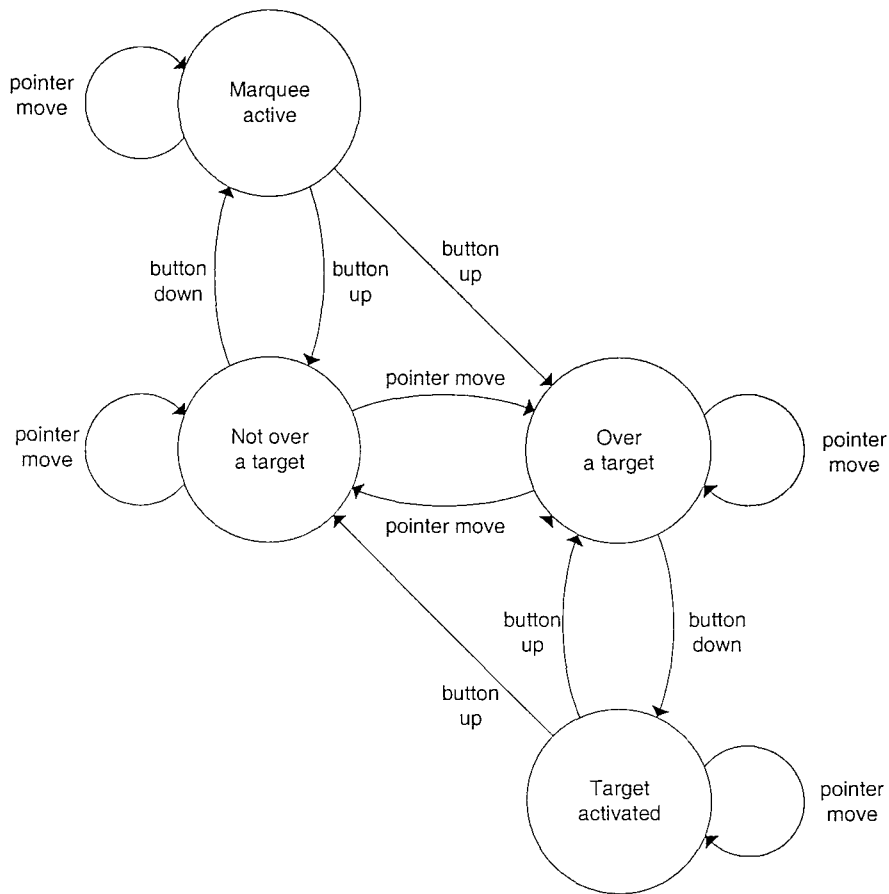 pointer
move
Marquee
active
button
down
button
up
button
up
pointer move
pointer
move
Not over
a target
Over
a target
pointer
move
pointer move
button
up
button
down
button
up
Target
activated
pointer
move